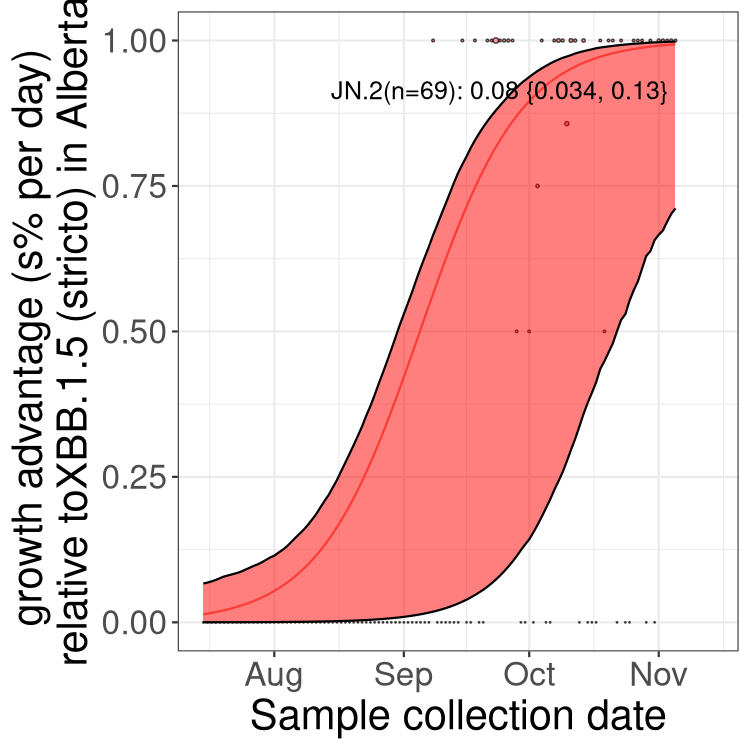 growth advantage (s% per day)
relative toXBB.1.5 (stricto) in Alberta
1.00
JN.2(n=69): 0.08 {0.034, 0.13}
0.75
0.50
0.25
0.00
Aug Sep Oct Nov
Sample collection date